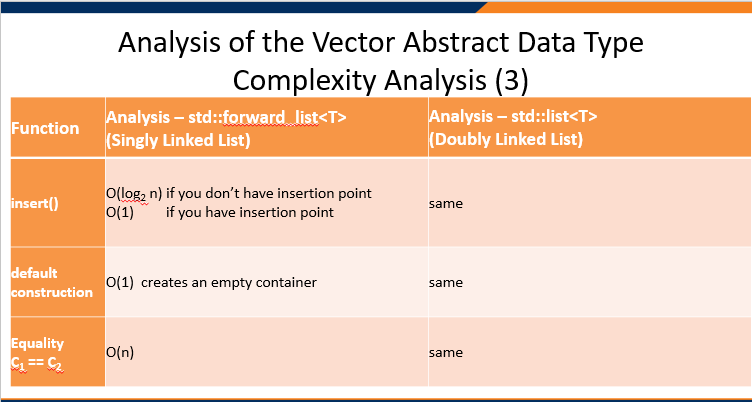 Analysis of the Vector Abstract Data Type
Complexity Analysis (3)
Function
Analysis – std::forward_list<T>
(Singly Linked List)
Analysis – std::list<T>
(Doubly Linked List)
insert()
O(log₂ n) if you don’t have insertion point
O(1) if you have insertion point
same
default
construction
O(1) creates an empty container
same
Equality
C₁ == C₂
O(n)
same